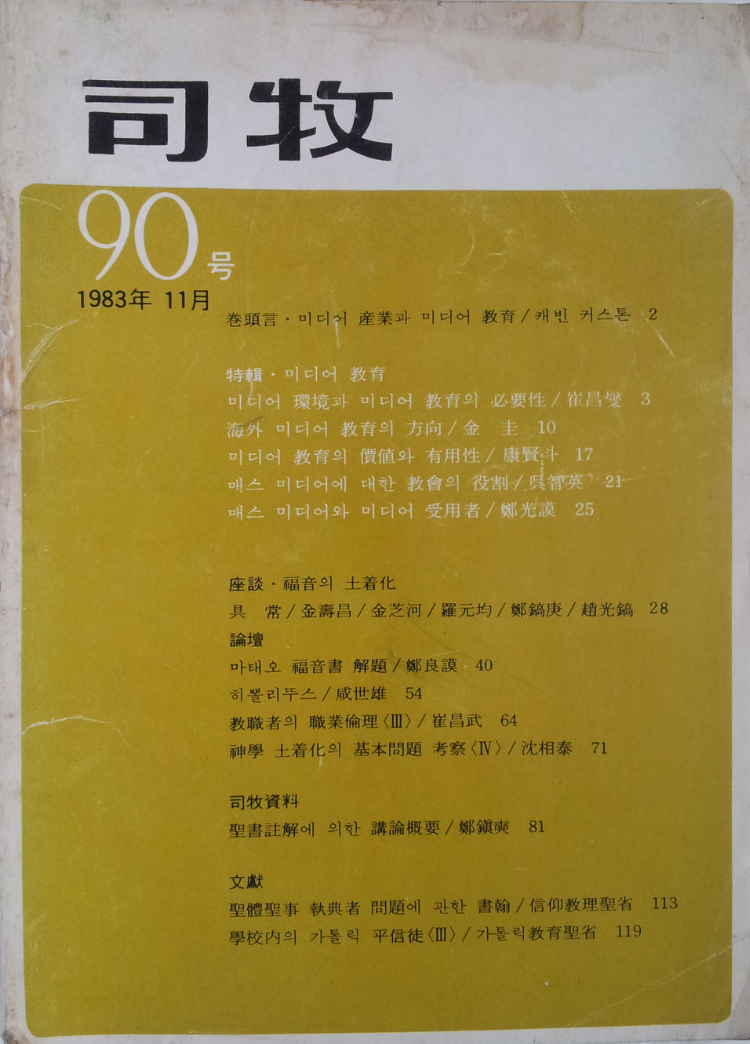 司牧
90号
1983年 11月
巻頭言·미디어 産業과 미디어 教育/캐빈 커스톤 2
特輯·미디어 教育
미디어 環境과 미디어 教育의 必要性/崔昌燮 3
海外 미디어 教育의 方向/金 圭 10
미디어 教育의 價値와 有用性/康賢斗 17
매스 미디어에 대한 教會의 役割/吳智英 21
매스 미디어와 미디어 受用者/鄭光謨 25
座談·福音의 土着化
具 常/金壽昌/金芝河/羅元均/鄭鎬庚/趙光鎬 28
論壇
마태오 福音書 解題/鄭良謨 40
히뽈리뚜스/咸世雄 54
教職者의 職業倫理〈Ⅲ〉/崔昌武 64
神學 土着化의 基本問題 考察〈Ⅳ〉/沈相泰 71
司牧資料
聖書註解에 의한 講論概要/鄭鎭奭 81
文獻
聖體聖事 執典者 問題에 관한 書翰/信仰教理聖省 113
學校内의 가톨릭 平信徒〈Ⅲ〉/가톨릭教育聖省 119